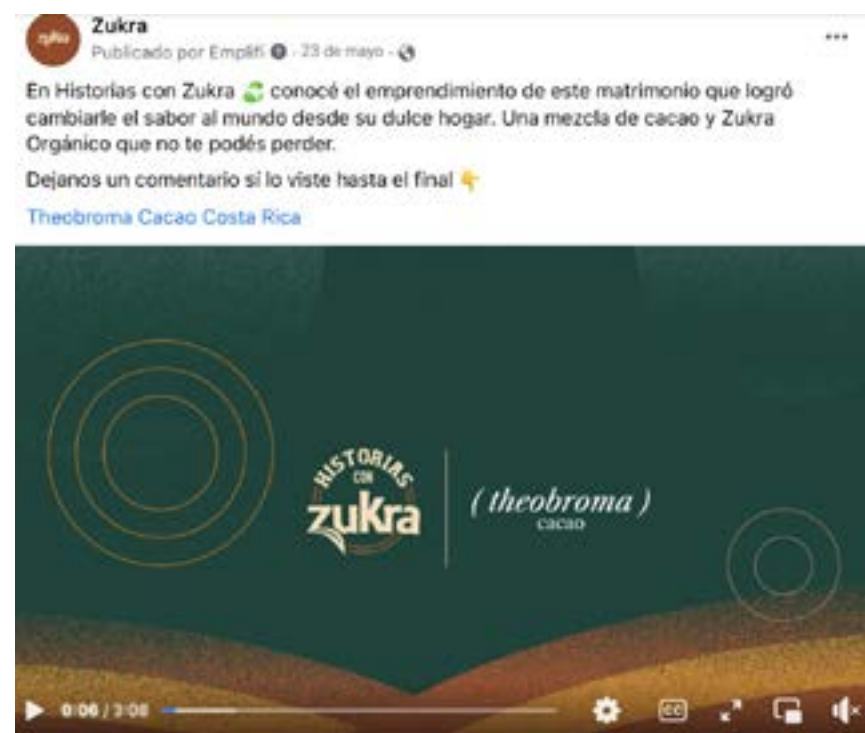 zukra
Zukra
Publicado por Emplifi · 23 de mayo ·
En Historias con Zukra conocé el emprendimiento de este matrimonio que logró
cambiarle el sabor al mundo desde su dulce hogar. Una mezcla de cacao y Zukra
Orgánico que no te podés perder.
Dejanos un comentario si lo viste hasta el final
Theobroma Cacao Costa Rica
HISTORIAS
CON
zukra
( theobroma )
cacao
0:06 / 3:08
CC